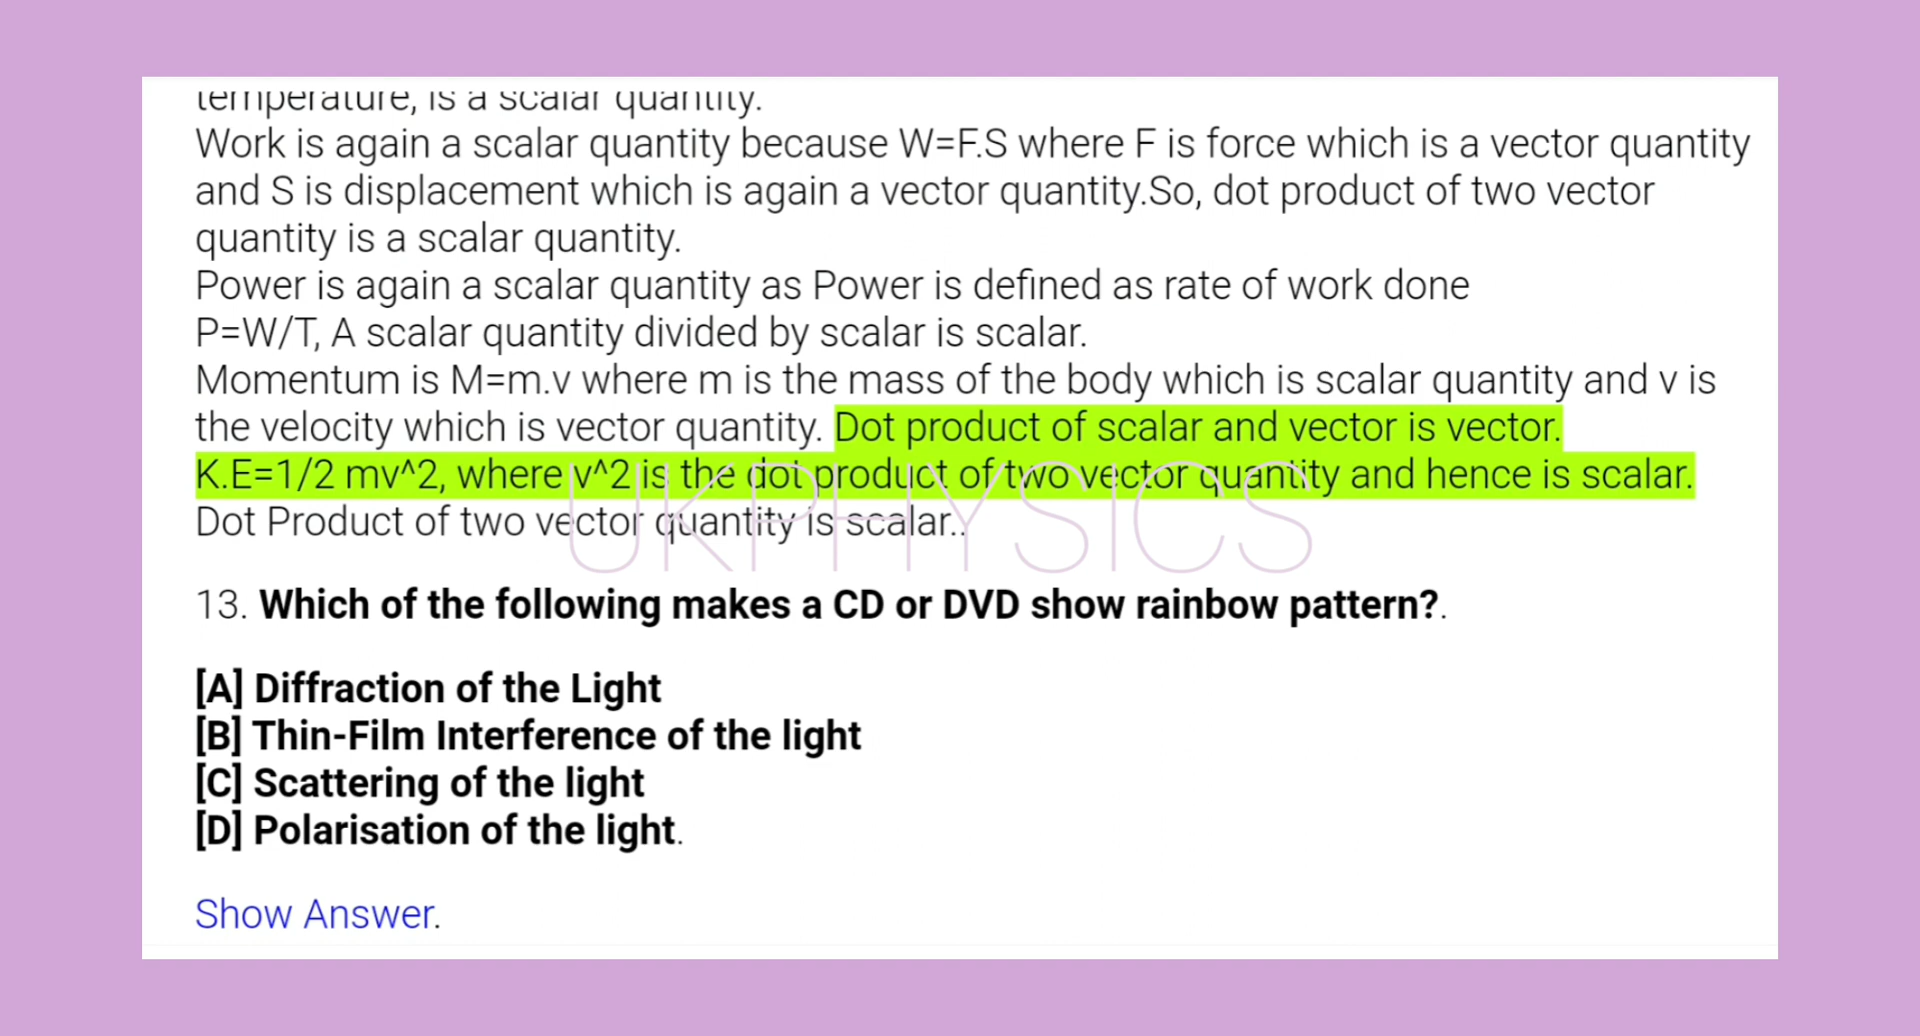 temperature, is a scalar quantity.
Work is again a scalar quantity because W=F.S where F is force which is a vector quantity
and S is displacement which is again a vector quantity.So, dot product of two vector
quantity is a scalar quantity.
Power is again a scalar quantity as Power is defined as rate of work done
P=W/T, A scalar quantity divided by scalar is scalar.
Momentum is M=m.v where m is the mass of the body which is scalar quantity and v is
the velocity which is vector quantity. Dot product of scalar and vector is vector.
K.E=1/2 mv^2, where v^2 is the dot product of two vector quantity and hence is scalar.
UKPHYSICS
Dot Product of two vector quantity is scalar..
13. Which of the following makes a CD or DVD show rainbow pattern?.
[A] Diffraction of the Light
[B] Thin-Film Interference of the light
[C] Scattering of the light
[D] Polarisation of the light.
Show Answer.